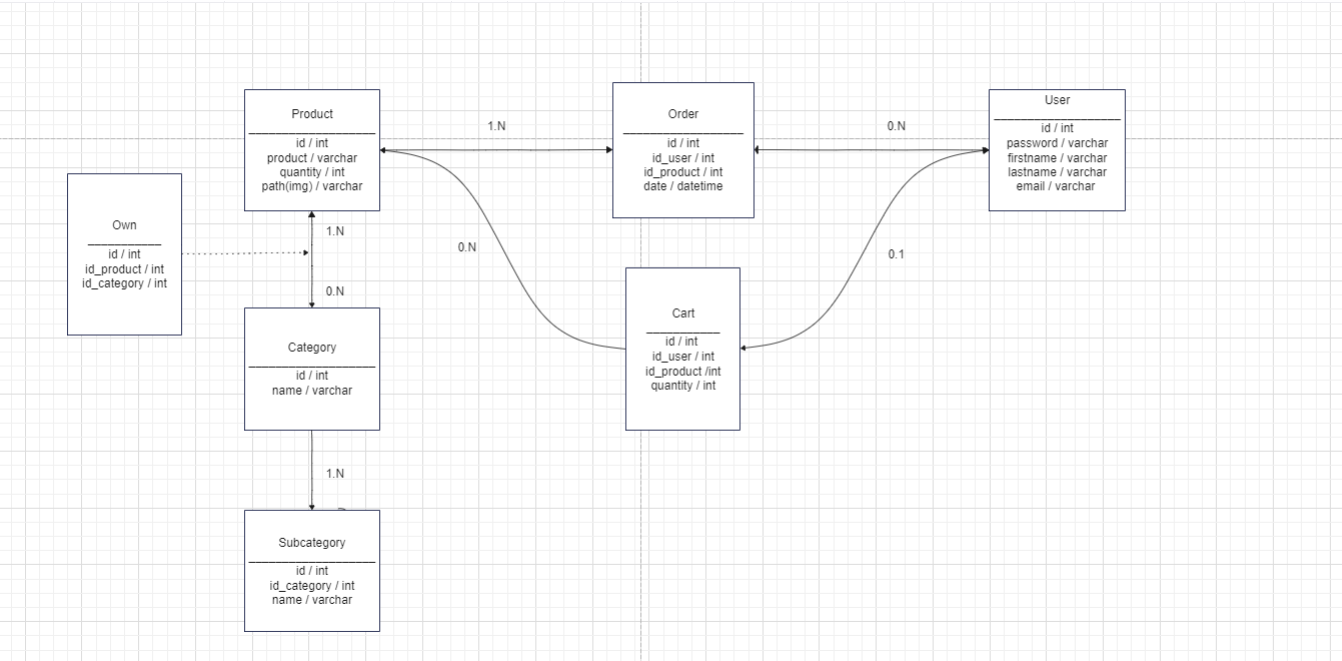 Product
id / int
product / varchar
quantity / int
path(img) / varchar
1.N
Order
id / int
id_user / int
id_product / int
date / datetime
0.N
User
id / int
password / varchar
firstname / varchar
lastname / varchar
email / varchar
Own
id / int
id_product / int
id_category / int
1.N
0.N
0.N
0.1
Cart
id / int
id_user / int
id_product /int
quantity / int
Category
id / int
name / varchar
1.N
Subcategory
id / int
id_category / int
name / varchar